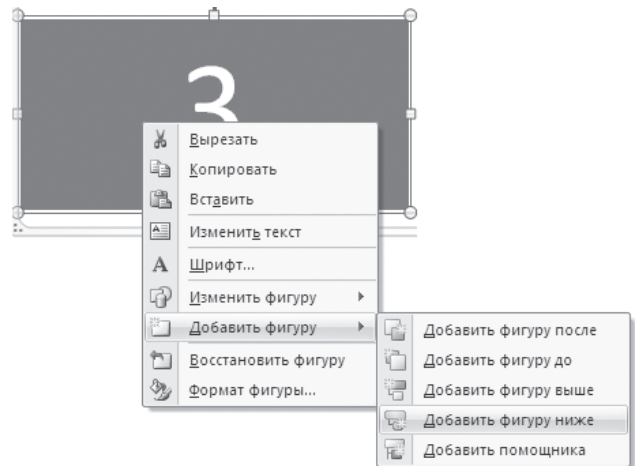 3
Вырезать
Копировать
Вставить
Изменить текст
Шрифт...
Изменить фигуру
Добавить фигуру
Восстановить фигуру
Формат фигуры...
Добавить фигуру после
Добавить фигуру до
Добавить фигуру выше
Добавить фигуру ниже
Добавить помощника